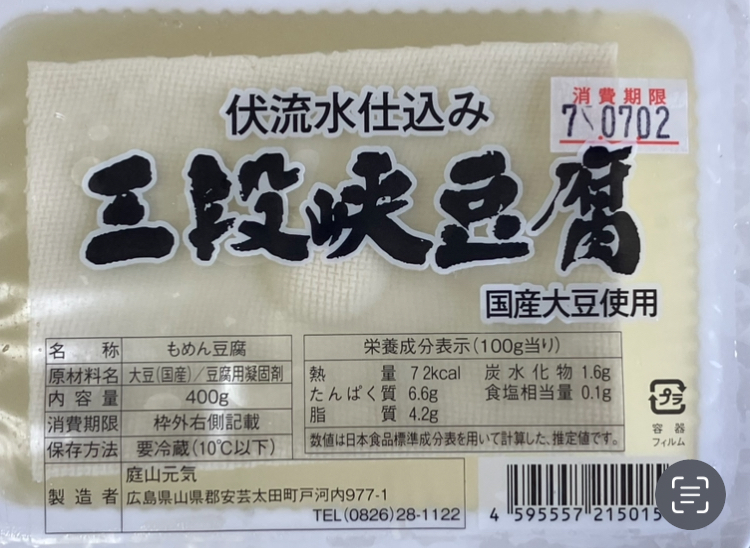 伏流水仕込み
消費期限
7 0702
三段峡豆腐
国産大豆使用
名称 もめん豆腐
原材料名 大豆(国産)/豆腐用凝固剤
内容量 400g
消費期限 枠外右側記載
保存方法 要冷蔵(10℃以下)
製造者 庭山元気
広島県山県郡安芸太田町戸河内977-1
TEL(0826)28-1122
栄養成分表示(100g当り)
熱量 72kcal 炭水化物 1.6g
たんぱく質 6.6g 食塩相当量 0.1g
脂質 4.2g
数値は日本食品標準成分表を用いて計算した、推定値です。
プラ
容器
フィルム
4 595557 215015